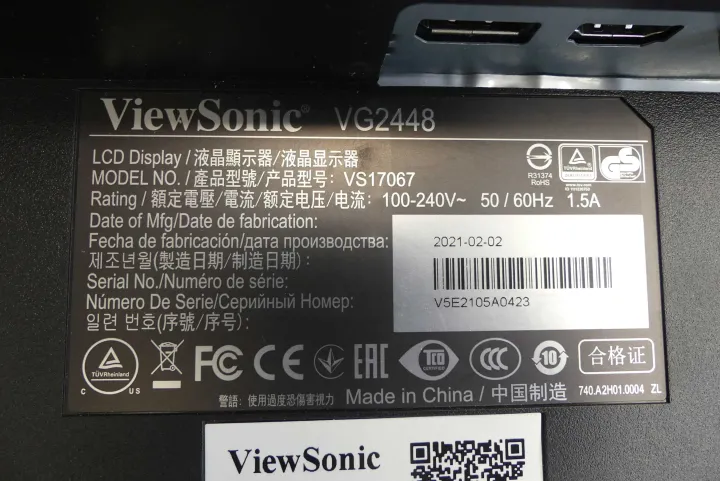 ViewSonic® VG2448
LCD Display / 液晶顯示器/液晶显示器
MODEL NO. / 產品型號/产品型号: VS17067
Rating / 額定電壓/電流/额定电压/电流: 100-240V~ 50 / 60Hz 1.5A
Date of Mfg/Date de fabrication:
Fecha de fabricación/дата производства:
제조년월(製造日期/制造日期) :
Serial No./Numéro de série:
Número De Serie/Серийный Номер:
일련 번호(序號/序号) :
2021-02-02
V5E2105A0423
R31374
RoHS
TÜVRheinland
C US
FC CE EAC TCO CERTIFIED CCC 10 合格证
警語: 使用過度恐傷害視力 Made in China / 中国制造 740.A2H01.0004 ZL
ViewSonic